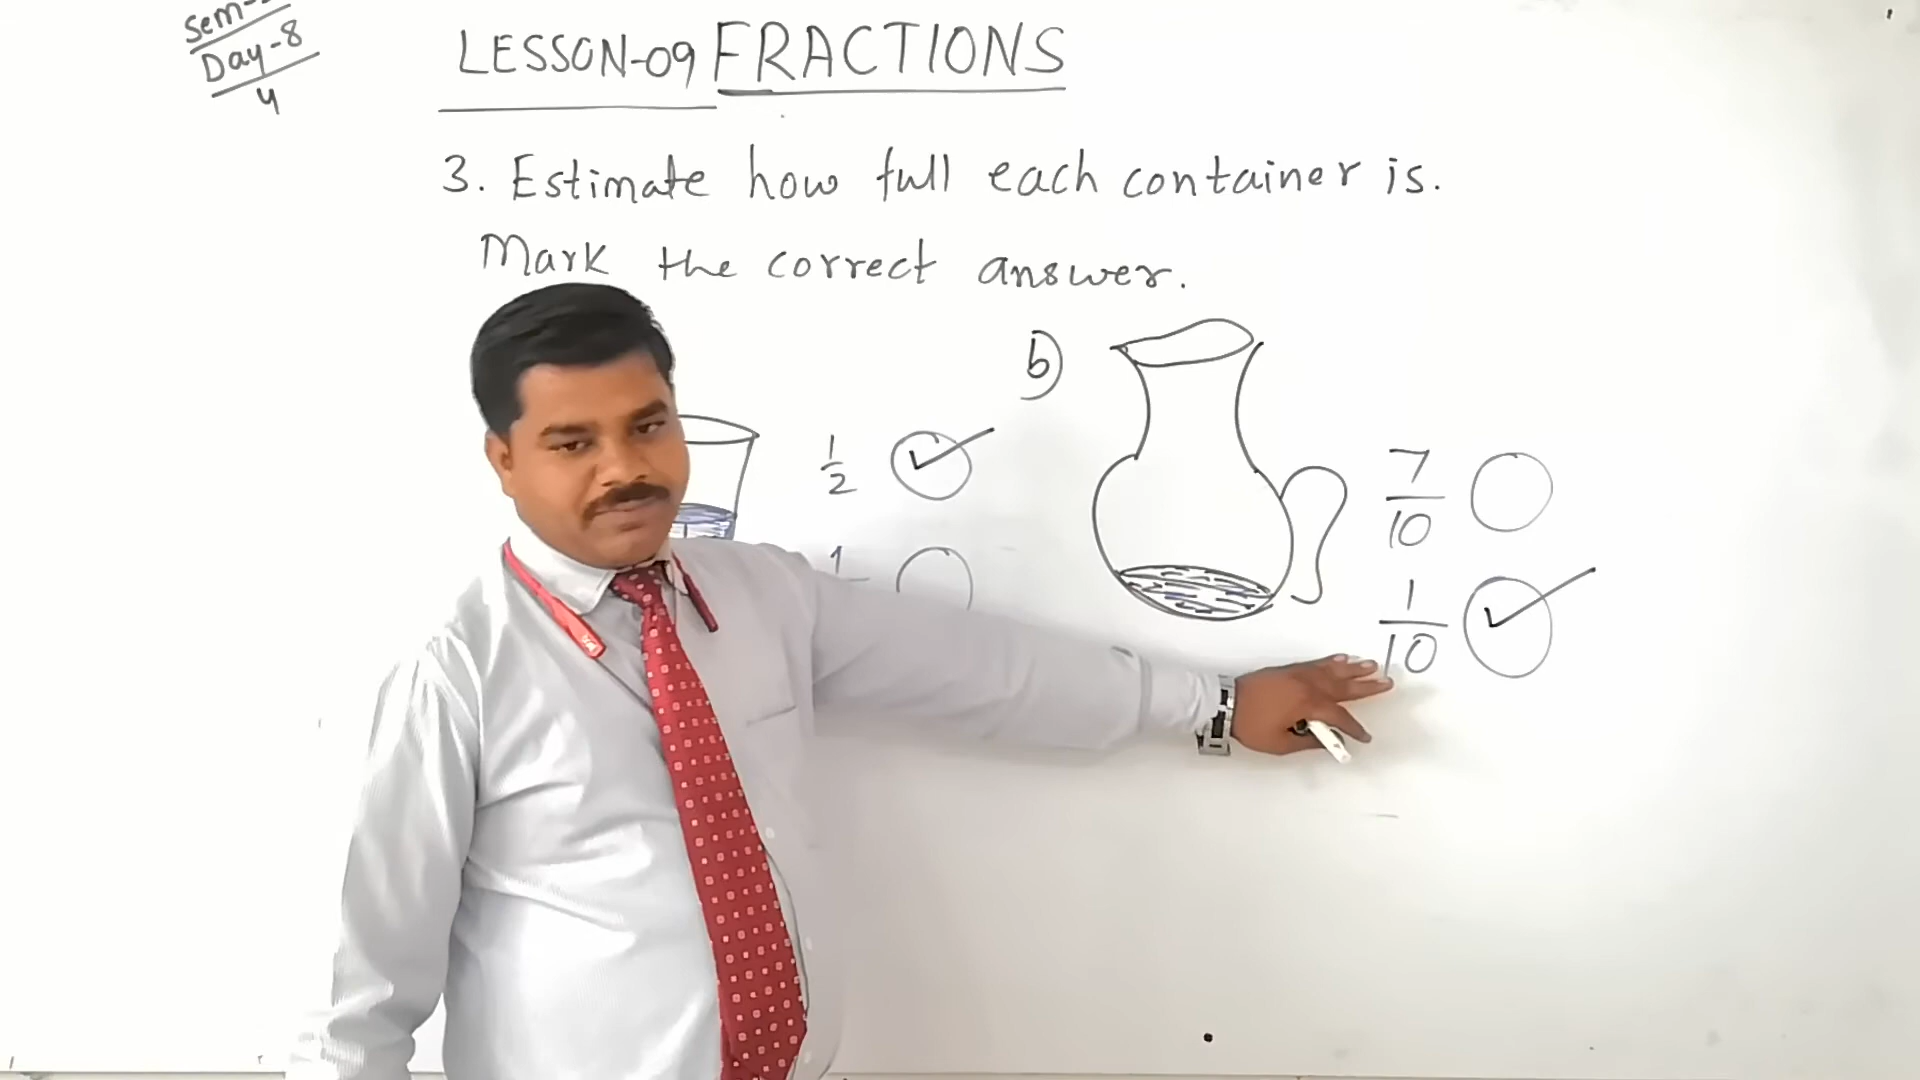 Day-8
4
LESSON-09 FRACTIONS
3. Estimate how full each container is.
Mark the correct answer.
1/2
b)
7/10
1/10